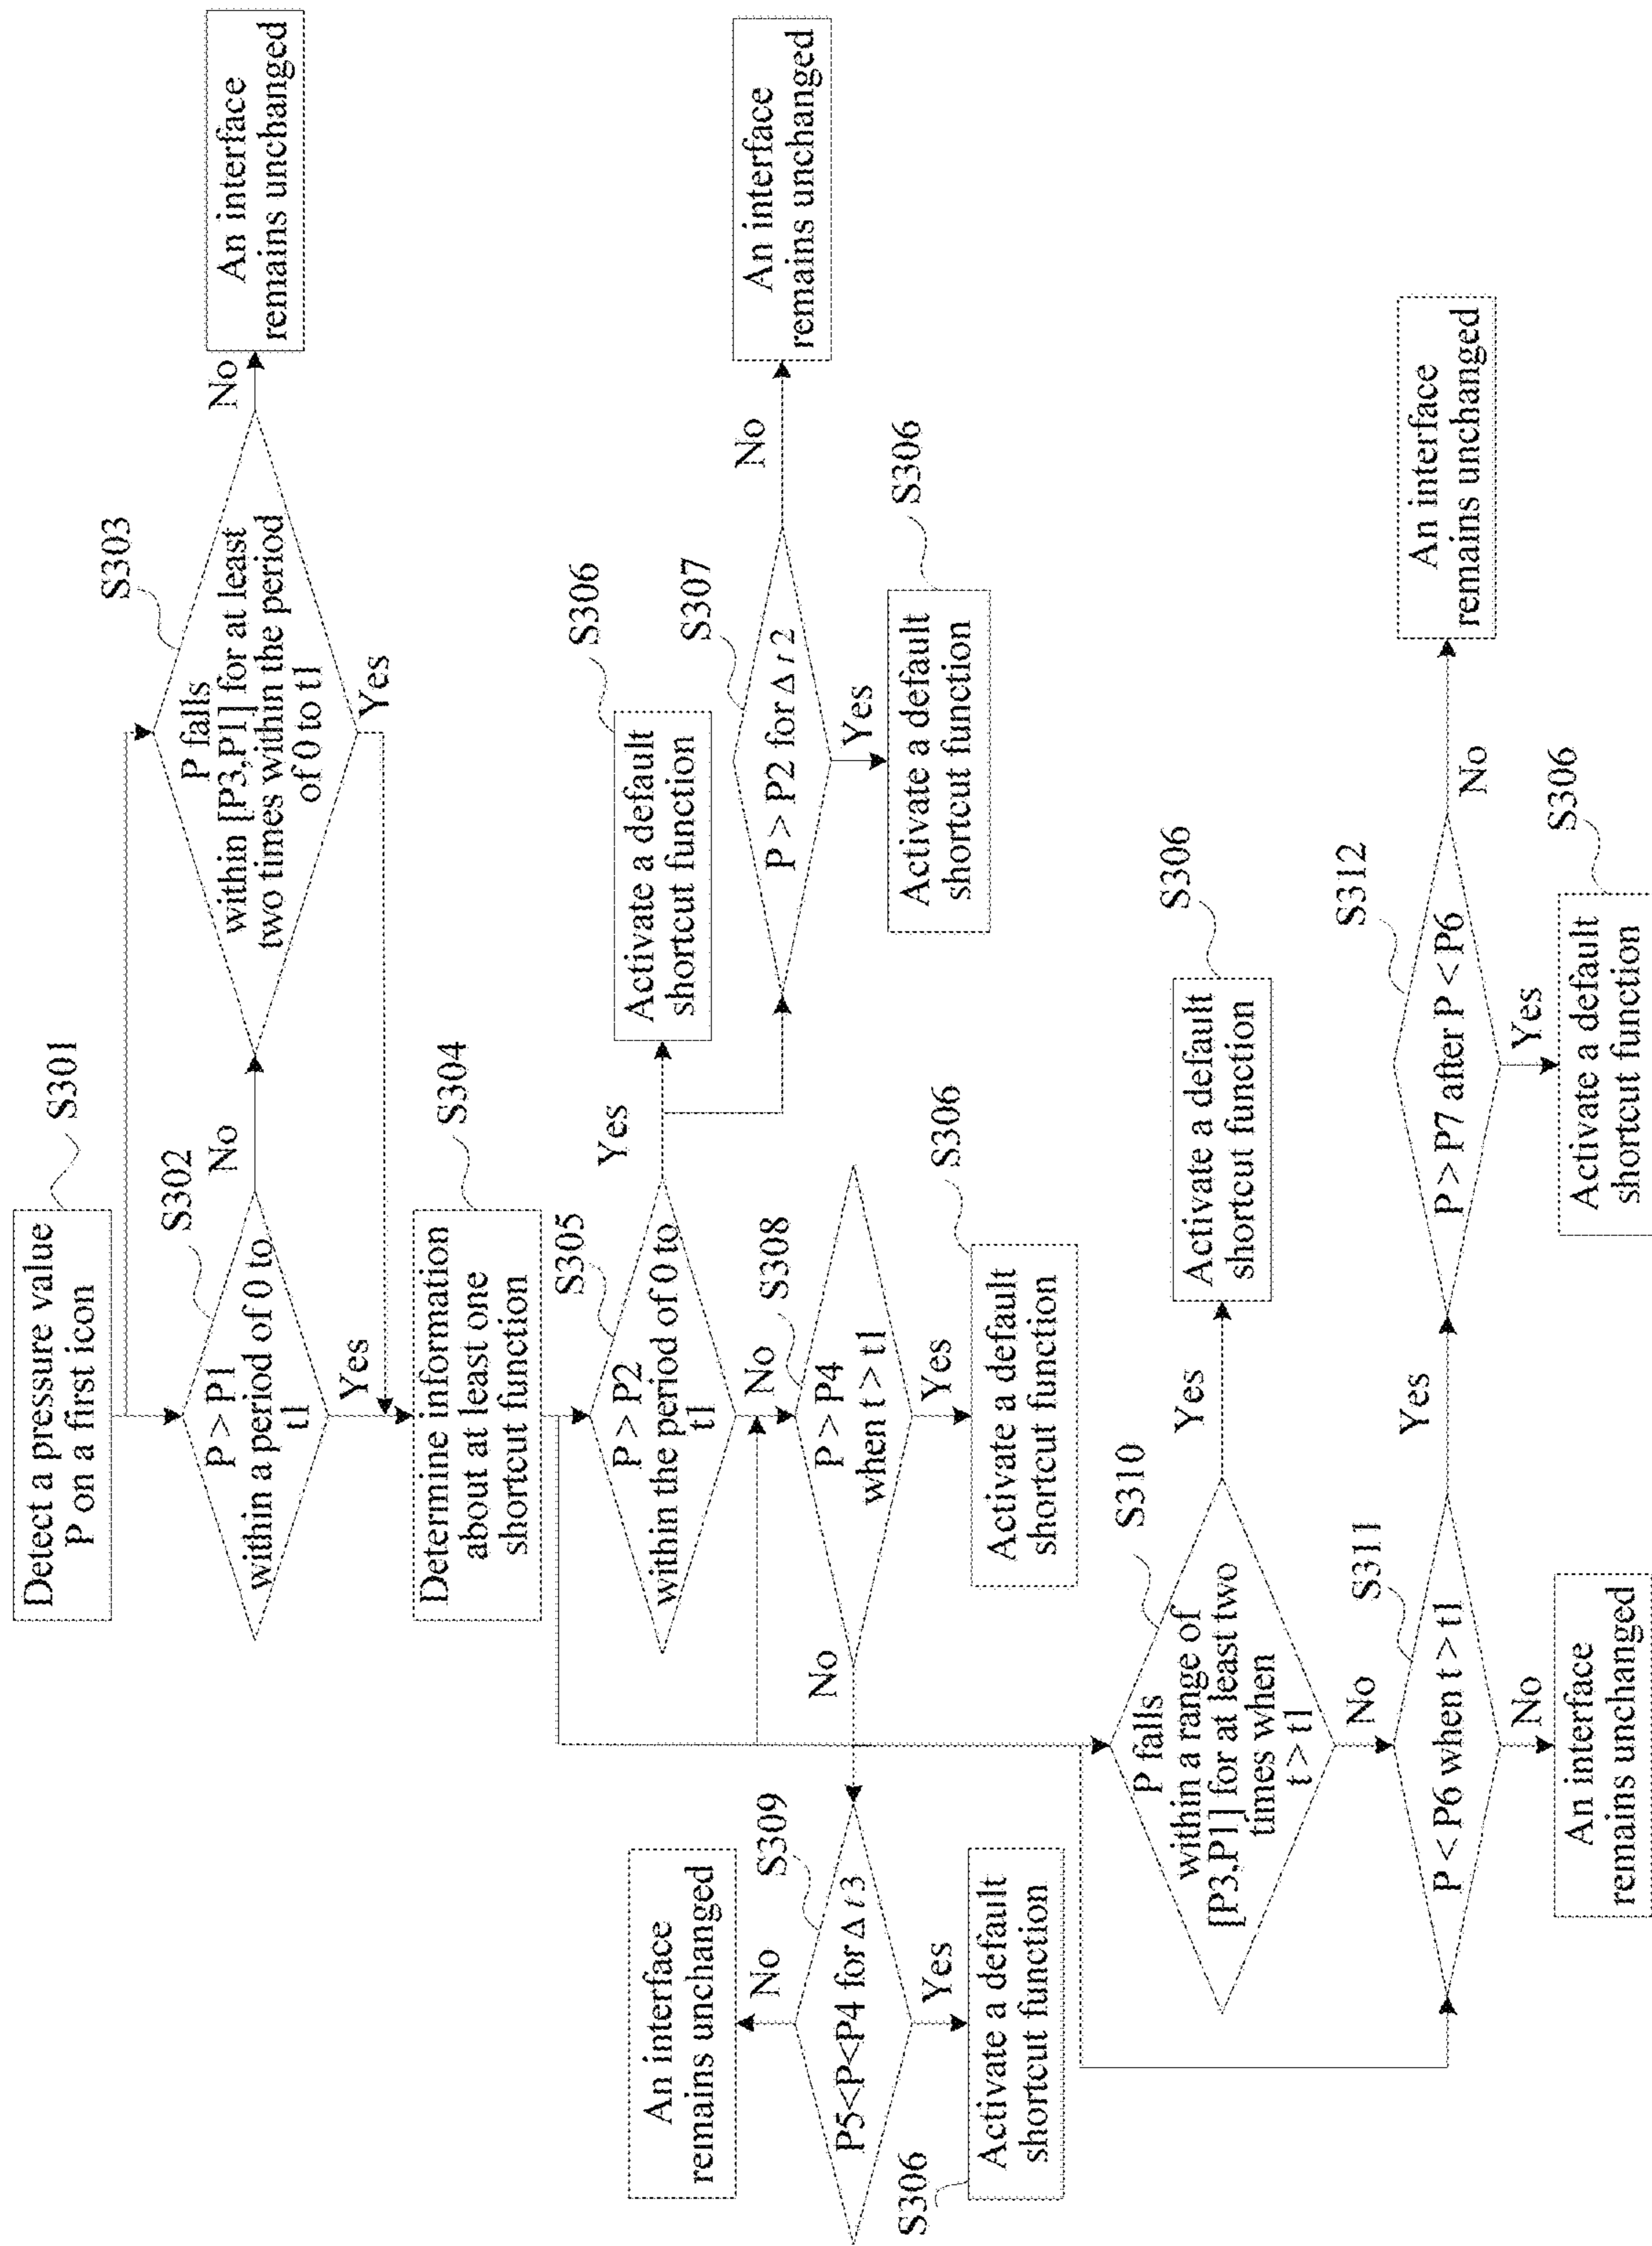 Detect a pressure value
P on a first icon
S301
P > P1
within a period of 0 to
t1
S302
No
Yes
P falls
within [P3,P1] for at least
two times within the period
of 0 to t1
S303
No
Yes
An interface
remains unchanged
Determine information
about at least one
shortcut function
S304
P > P2
within the period of 0 to
t1
S305
Yes
No
Activate a default
shortcut function
S306
P > P2 for Δ t 2
S307
No
Yes
An interface
remains unchanged
Activate a default
shortcut function
S306
P > P4
when t > t1
S308
No
Yes
Activate a default
shortcut function
S306
P5<P<P4 for Δ t 3
S309
No
Yes
An interface
remains unchanged
Activate a default
shortcut function
S306
P falls
within a range of
[P3,P1] for at least two
times when
t > t1
S310
Yes
No
Activate a default
shortcut function
S306
P < P6 when t > t1
S311
Yes
No
An interface
remains unchanged
P > P7 after P < P6
S312
No
Yes
An interface
remains unchanged
Activate a default
shortcut function
S306